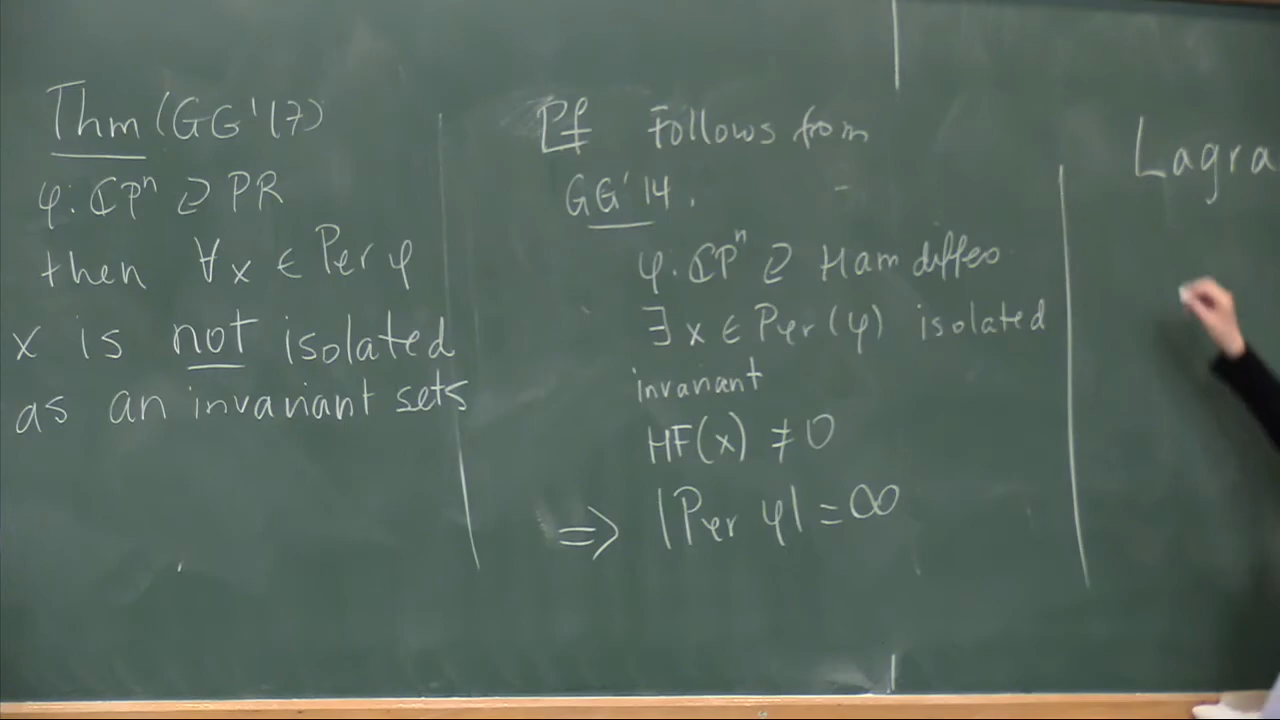 Thm (GG'17)
φ: ℂPⁿ ⊋ PR
then ∀x ∈ Per φ
x is not isolated
as an invariant sets
Pf Follows from
GG'14.
φ: ℂPⁿ ⊋ Ham diffeo
∃ x ∈ Per(φ) isolated
invariant
HF(x) ≠ 0
⇒ |Per φ| = ∞
Lagra